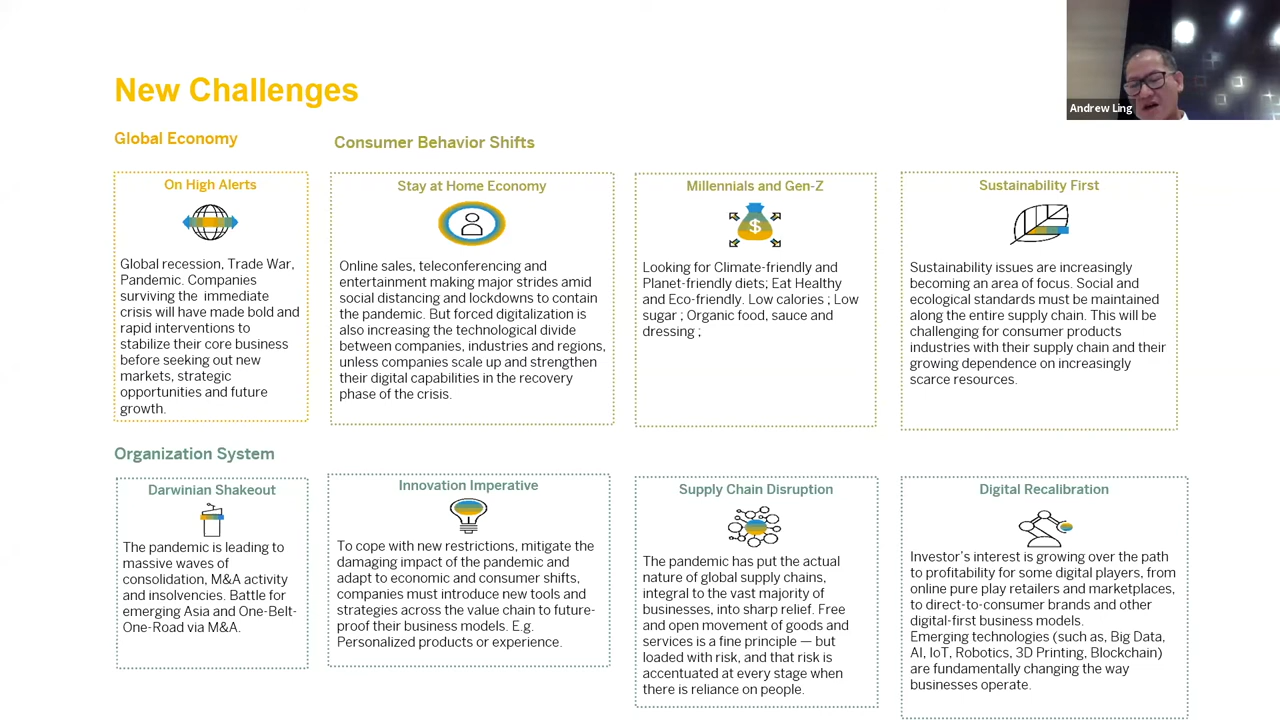 New Challenges
Andrew Ling
Global Economy
Consumer Behavior Shifts
On High Alerts
Global recession, Trade War,
Pandemic. Companies
surviving the immediate
crisis will have made bold and
rapid interventions to
stabilize their core business
before seeking out new
markets, strategic
opportunities and future
growth.
Stay at Home Economy
Online sales, teleconferencing and
entertainment making major strides amid
social distancing and lockdowns to contain
the pandemic. But forced digitalization is
also increasing the technological divide
between companies, industries and regions,
unless companies scale up and strengthen
their digital capabilities in the recovery
phase of the crisis.
Millennials and Gen-Z
$
Looking for Climate-friendly and
Planet-friendly diets; Eat Healthy
and Eco-friendly. Low calories ; Low
sugar ; Organic food, sauce and
dressing ;
Sustainability First
Sustainability issues are increasingly
becoming an area of focus. Social and
ecological standards must be maintained
along the entire supply chain. This will be
challenging for consumer products
industries with their supply chain and their
growing dependence on increasingly
scarce resources.
Organization System
Darwinian Shakeout
The pandemic is leading to
massive waves of
consolidation, M&A activity
and insolvencies. Battle for
emerging Asia and One-Belt-
One-Road via M&A.
Innovation Imperative
To cope with new restrictions, mitigate the
damaging impact of the pandemic and
adapt to economic and consumer shifts,
companies must introduce new tools and
strategies across the value chain to future-
proof their business models. E.g.
Personalized products or experience.
Supply Chain Disruption
The pandemic has put the actual
nature of global supply chains,
integral to the vast majority of
businesses, into sharp relief. Free
and open movement of goods and
services is a fine principle — but
loaded with risk, and that risk is
accentuated at every stage when
there is reliance on people.
Digital Recalibration
Investor's interest is growing over the path
to profitability for some digital players, from
online pure play retailers and marketplaces,
to direct-to-consumer brands and other
digital-first business models.
Emerging technologies (such as, Big Data,
AI, IoT, Robotics, 3D Printing, Blockchain)
are fundamentally changing the way
businesses operate.